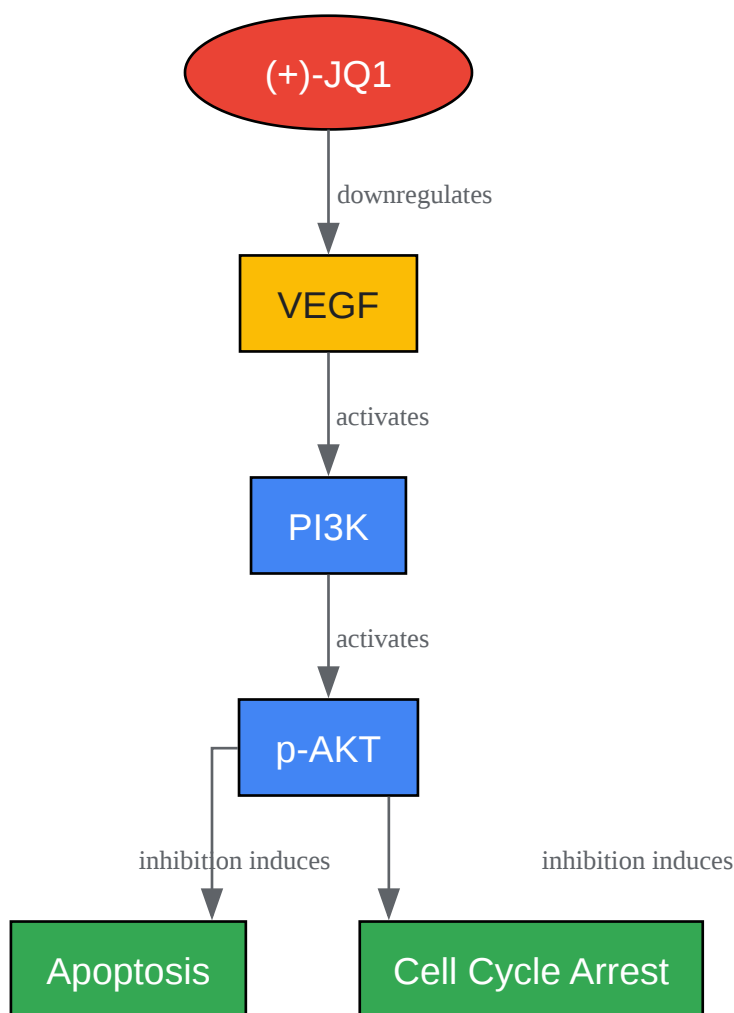 (+)-JQ1
downregulates
VEGF
activates
PI3K
activates
p-AKT
inhibition induces
inhibition induces
Apoptosis
Cell Cycle Arrest